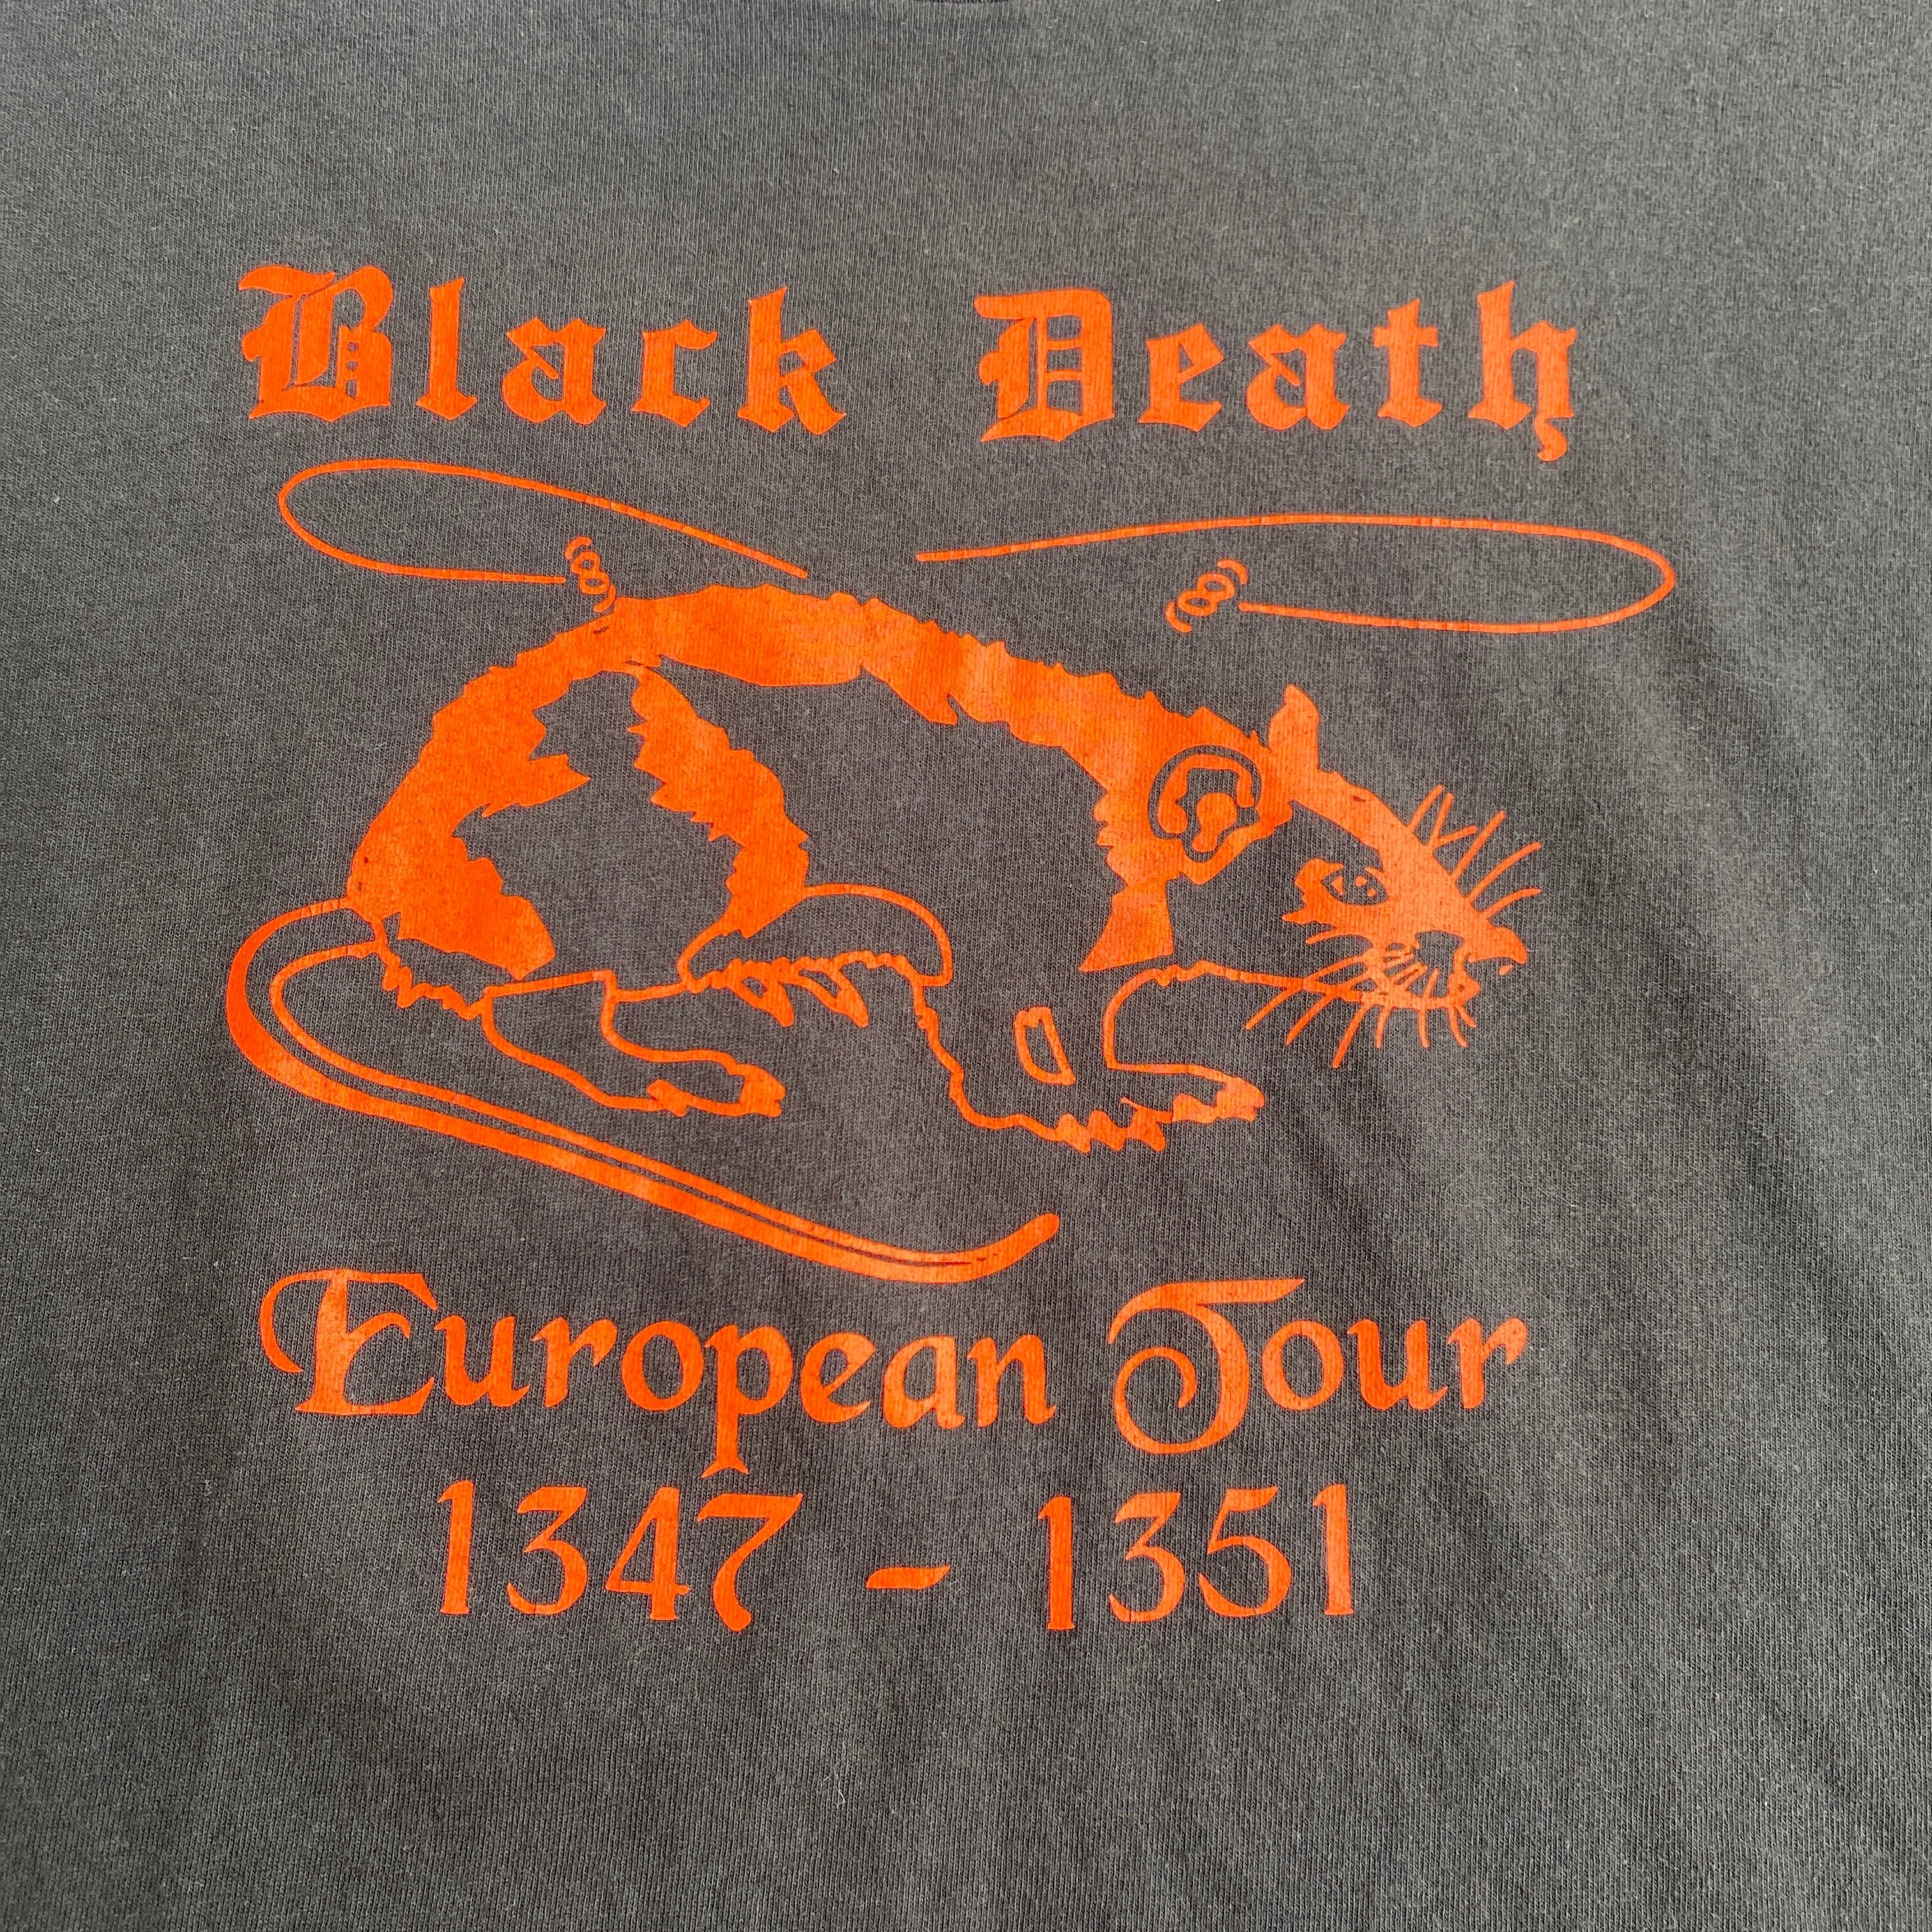 Black Death
European Tour
1347 - 1351